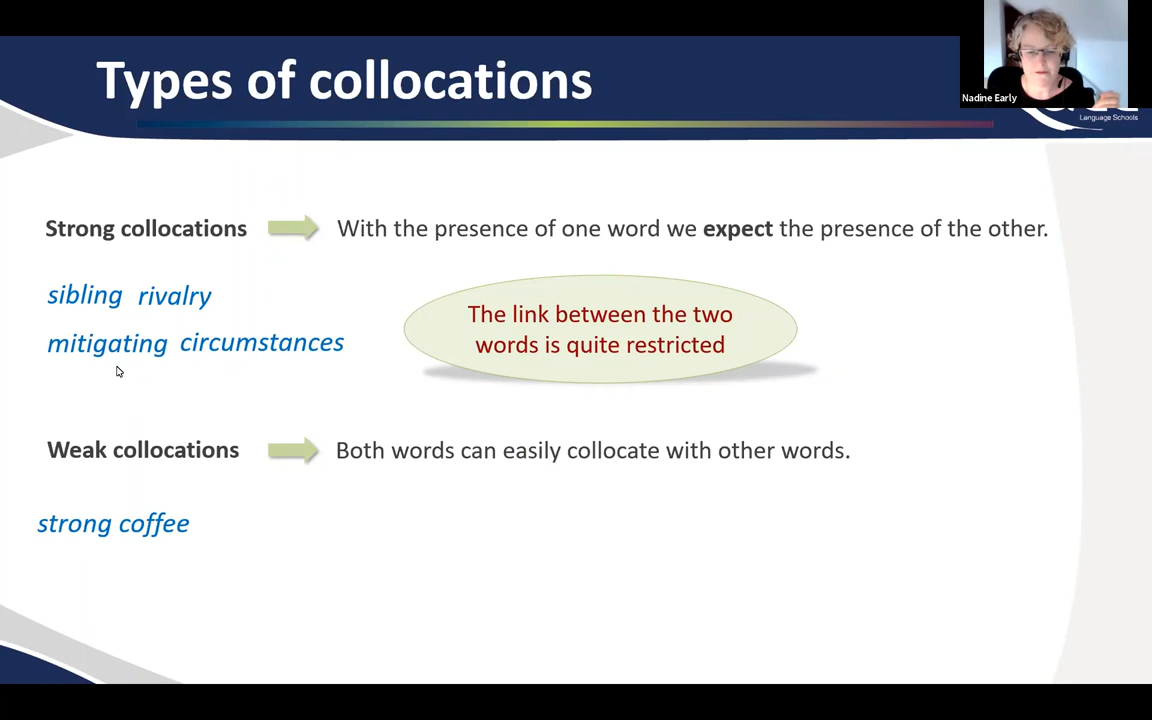 Types of collocations
Nadine Early
Language Schools
Strong collocations
With the presence of one word we expect the presence of the other.
sibling rivalry
mitigating circumstances
The link between the two
words is quite restricted
Weak collocations
Both words can easily collocate with other words.
strong coffee